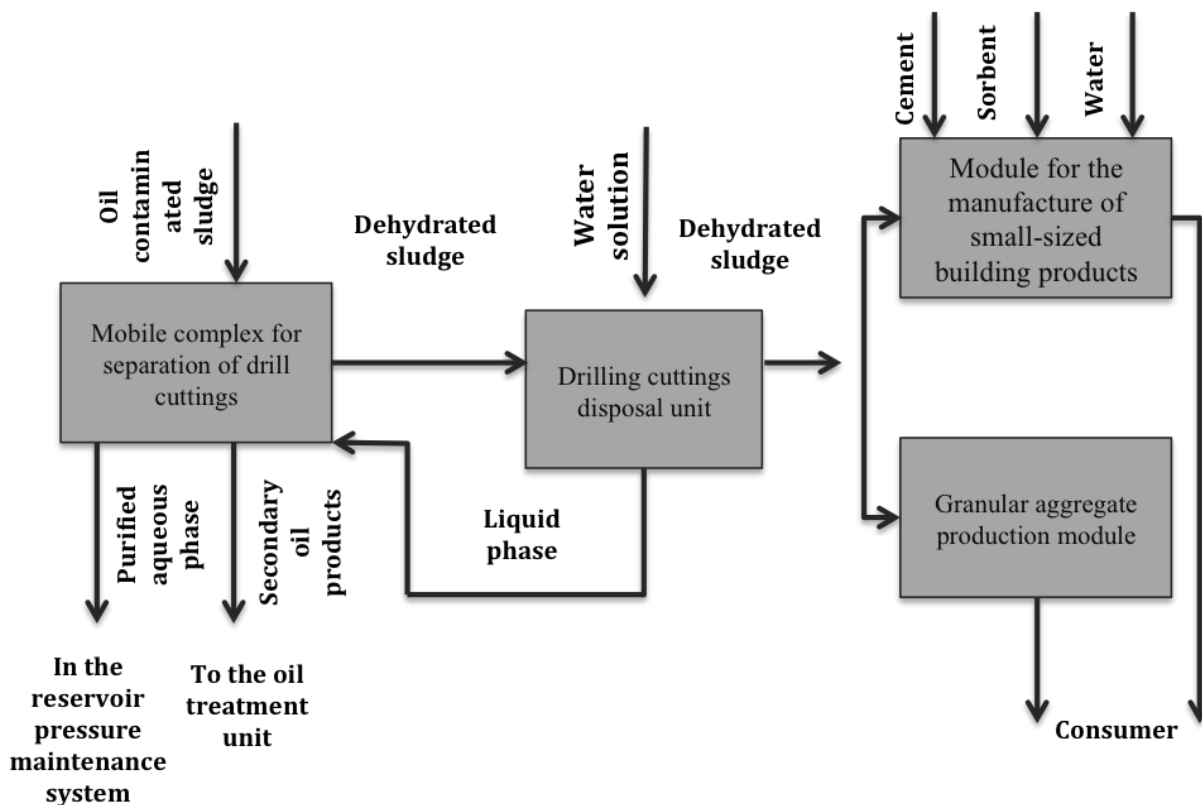 Cement
Sorbent
Water
Oil
contamin
ated
sludge
Water
solution
Dehydrated
sludge
Dehydrated
sludge
Module for the
manufacture of
small-sized
building products
Mobile complex for
separation of drill
cuttings
Drilling cuttings
disposal unit
Purified
aqueous
phase
Secondary
oil
products
Liquid
phase
Granular aggregate
production module
In the
reservoir
pressure
maintenance
system
To the oil
treatment
unit
Consumer